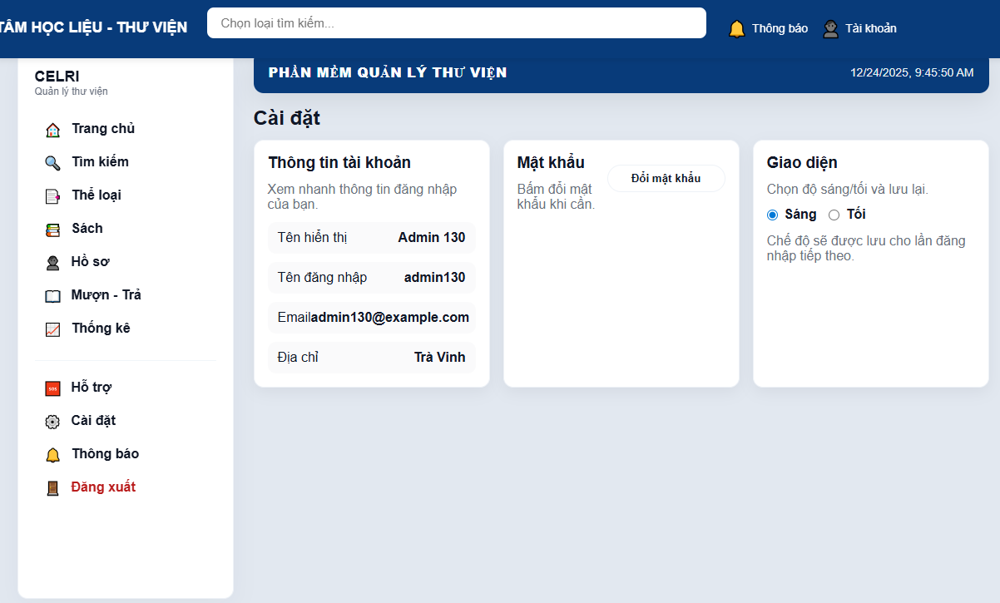 TÂM HỌC LIỆU - THƯ VIỆN
Chọn loại tìm kiếm...
Thông báo
Tài khoản
CELRI
Quản lý thư viện
Trang chủ
Tìm kiếm
Thể loại
Sách
Hồ sơ
Mượn - Trả
Thống kê
Hỗ trợ
Cài đặt
Thông báo
Đăng xuất
PHẦN MỀM QUẢN LÝ THƯ VIỆN
12/24/2025, 9:45:50 AM
Cài đặt
Thông tin tài khoản
Xem nhanh thông tin đăng nhập
của bạn.
Tên hiển thị Admin 130
Tên đăng nhập admin130
Emailadmin130@example.com
Địa chỉ Trà Vinh
Mật khẩu
Bấm đổi mật
khẩu khi cần.
Đổi mật khẩu
Giao diện
Chọn độ sáng/tối và lưu lại.
Sáng Tối
Chế độ sẽ được lưu cho lần đăng
nhập tiếp theo.